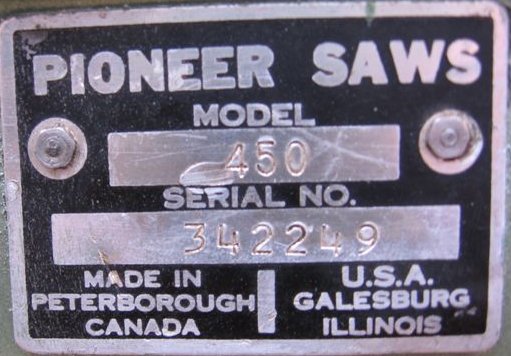 PIONEER SAWS
MODEL
450
SERIAL NO.
342249
MADE IN
PETERBOROUGH
CANADA
U.S.A.
GALESBURG
ILLINOIS